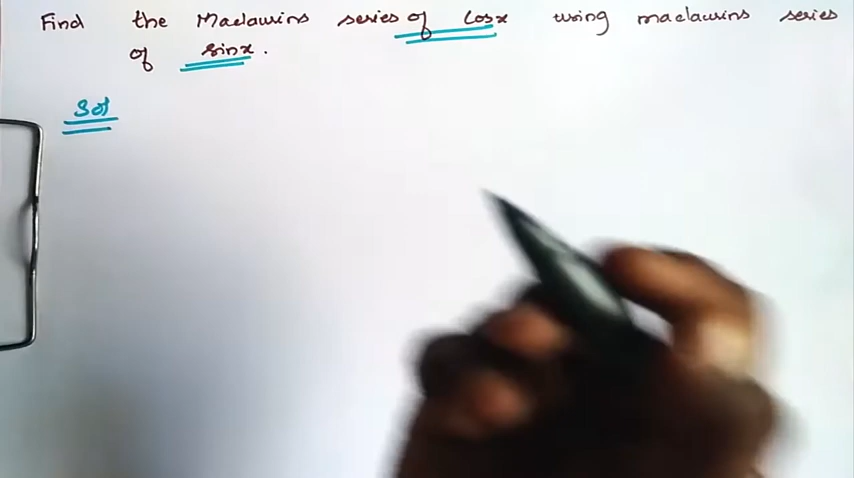 Find the Maclaurins series of Cosx using maclaurins series
of sinx.
Sol